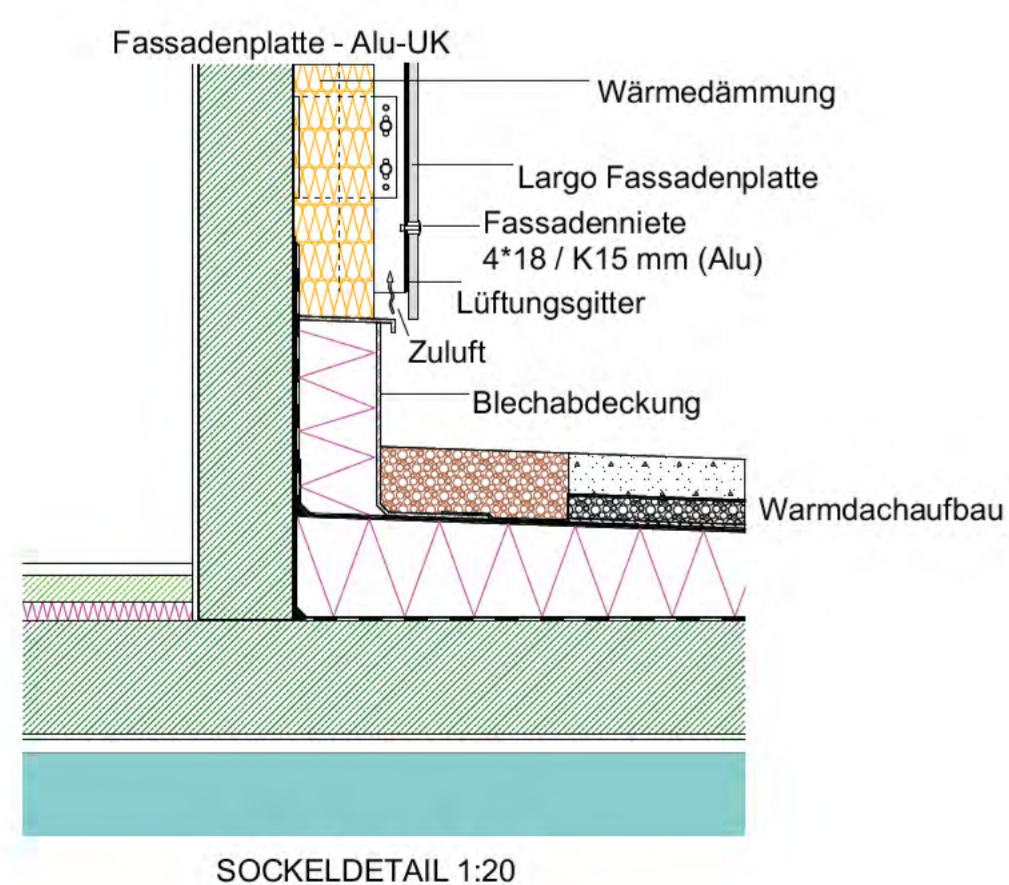 Fassadenplatte - Alu-UK
Wärmedämmung
Largo Fassadenplatte
Fassadenniete
4*18 / K15 mm (Alu)
Lüftungsgitter
Zuluft
Blechabdeckung
Warmdachaufbau
SOCKELDETAIL 1:20